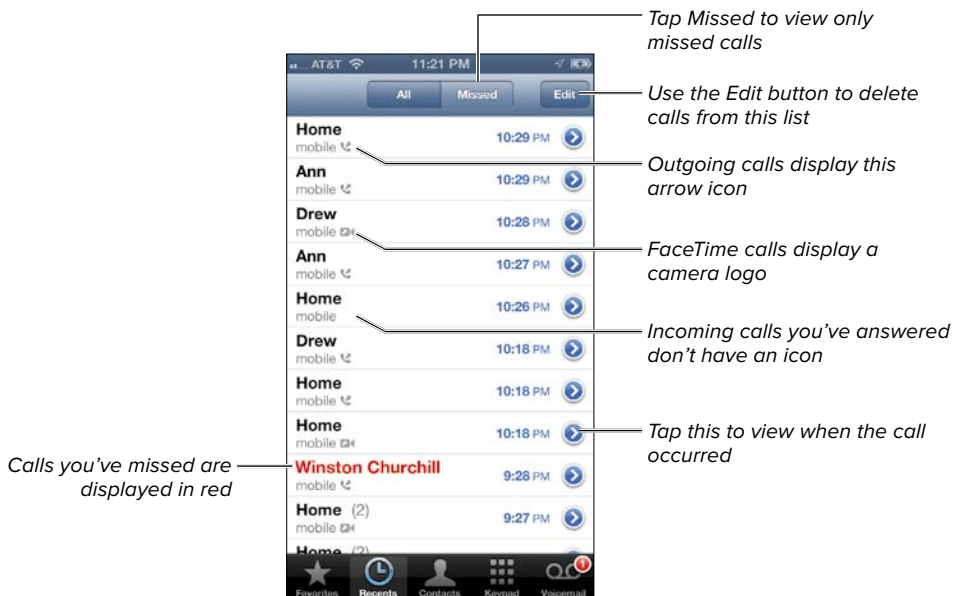 Tap Missed to view only
missed calls
AT&T 11:21 PM
All Missed Edit
Use the Edit button to delete
calls from this list
Home
mobile
10:29 PM
Outgoing calls display this
arrow icon
Ann
mobile
10:29 PM
Drew
mobile
10:28 PM
FaceTime calls display a
camera logo
Ann
mobile
10:27 PM
Home
mobile
10:26 PM
Incoming calls you've answered
don't have an icon
Drew
mobile
10:18 PM
Home
mobile
10:18 PM
Home
mobile
10:18 PM
Tap this to view when the call
occurred
Calls you've missed are
displayed in red
Winston Churchill
mobile
9:28 PM
Home (2)
mobile
9:27 PM
Home (2)
1
Favorites Recents Contacts Keypad Voicemail